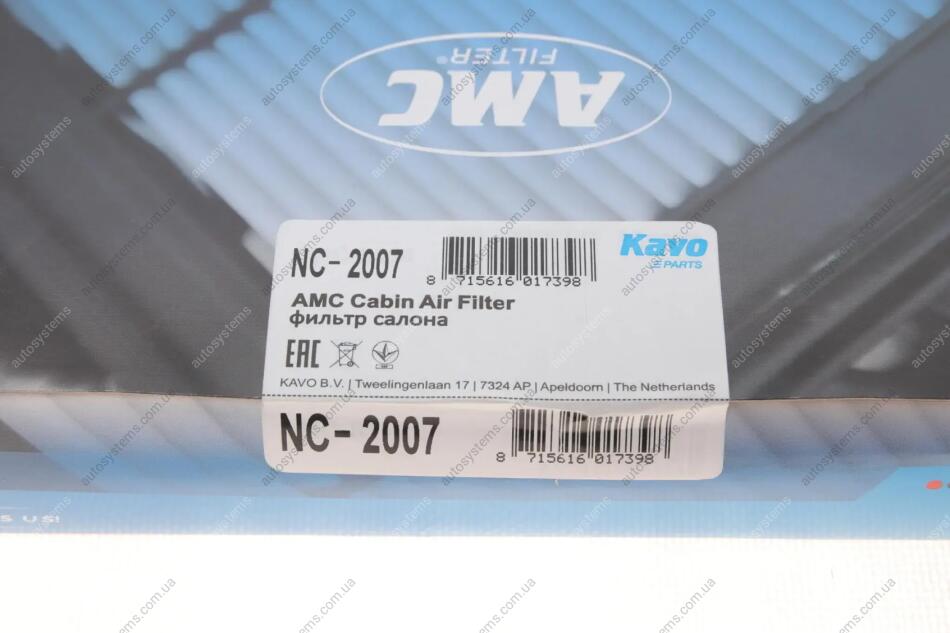 AMC
FILTER®
NC-2007
8 715616 017398
Kavo
PARTS
AMC Cabin Air Filter
фильтр салона
EAC
KAVO B.V. | Tweelingenlaan 17 | 7324 AP | Apeldoorn | The Netherlands
NC-2007
8 715616 017398
S US!
autosystems.com.ua